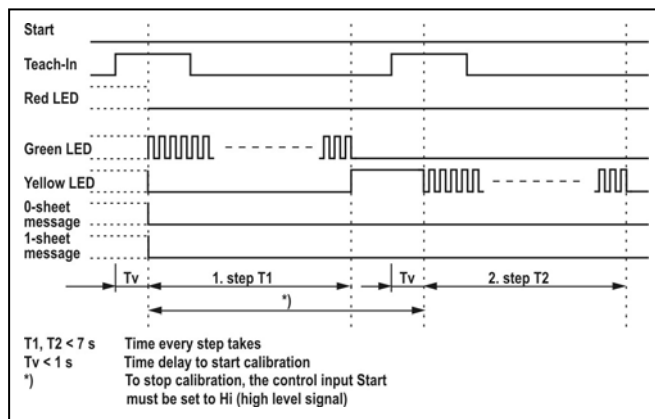 Start
Teach-In
Red LED
Green LED
Yellow LED
0-sheet
message
1-sheet
message
Tv
1. step T1
Tv
2. step T2
*)
T1, T2 < 7 s Time every step takes
Tv < 1 s Time delay to start calibration
*) To stop calibration, the control input Start
must be set to Hi (high level signal)